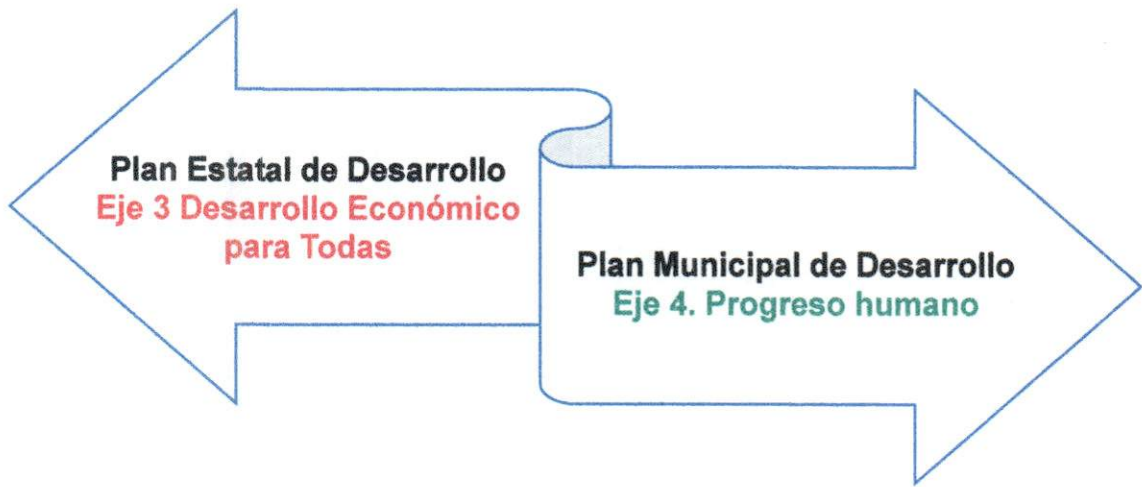 Plan Estatal de Desarrollo
Eje 3 Desarrollo Económico
para Todas
Plan Municipal de Desarrollo
Eje 4. Progreso humano